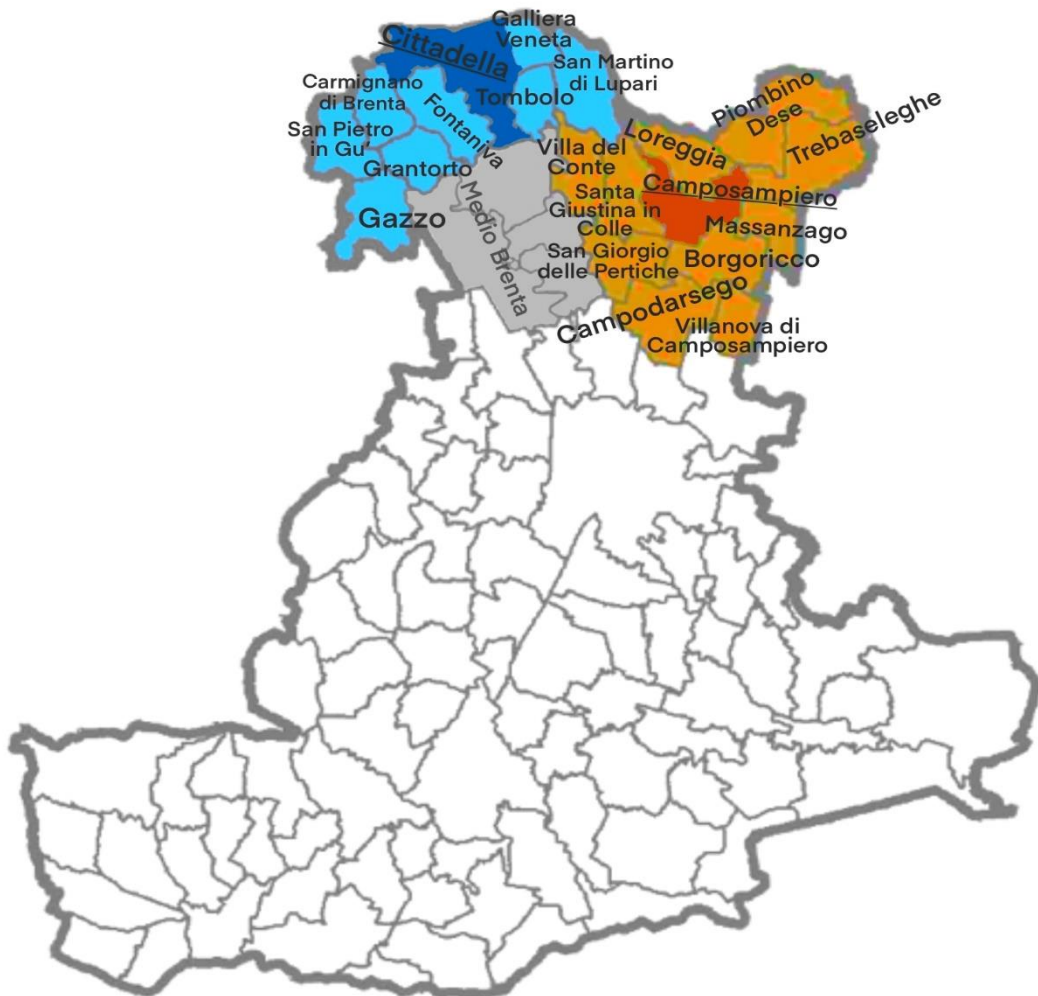 Galliera
Veneta
Cittadella
San Martino
di Lupari
Carmignano
di Brenta
Tombolo
Fontaniva
San Pietro
in Gu'
Grantorto
Gazzo
Medio Brenta
Piombino
Dese
Trebaseleghe
Loreggia
Villa del
Conte
Camposampiero
Santa
Giustina in
Colle
Massanzago
San Giorgio
delle Pertiche
Borgoricco
Campodarsego
Villanova di
Camposampiero